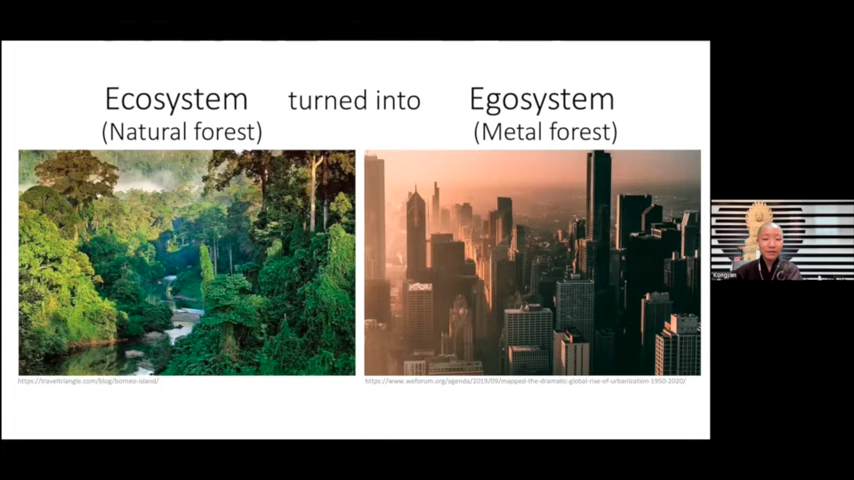 Ecosystem turned into Egosystem
(Natural forest) (Metal forest)
https://traveltriangle.com/blog/borneo-island/
https://www.weforum.org/agenda/2019/09/mapped-the-dramatic-global-rise-of-urbanization-1950-2020/
Kongyan